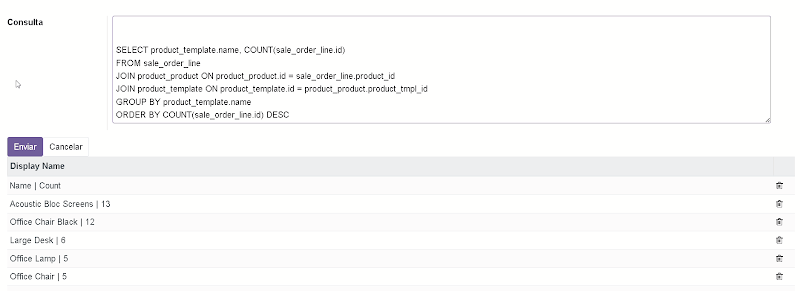 Consulta
SELECT product_template.name, COUNT(sale_order_line.id)
FROM sale_order_line
JOIN product_product ON product_product.id = sale_order_line.product_id
JOIN product_template ON product_template.id = product_product.product_tmpl_id
GROUP BY product_template.name
ORDER BY COUNT(sale_order_line.id) DESC
Enviar Cancelar
Display Name
Name | Count
Acoustic Bloc Screens | 13
Office Chair Black | 12
Large Desk | 6
Office Lamp | 5
Office Chair | 5